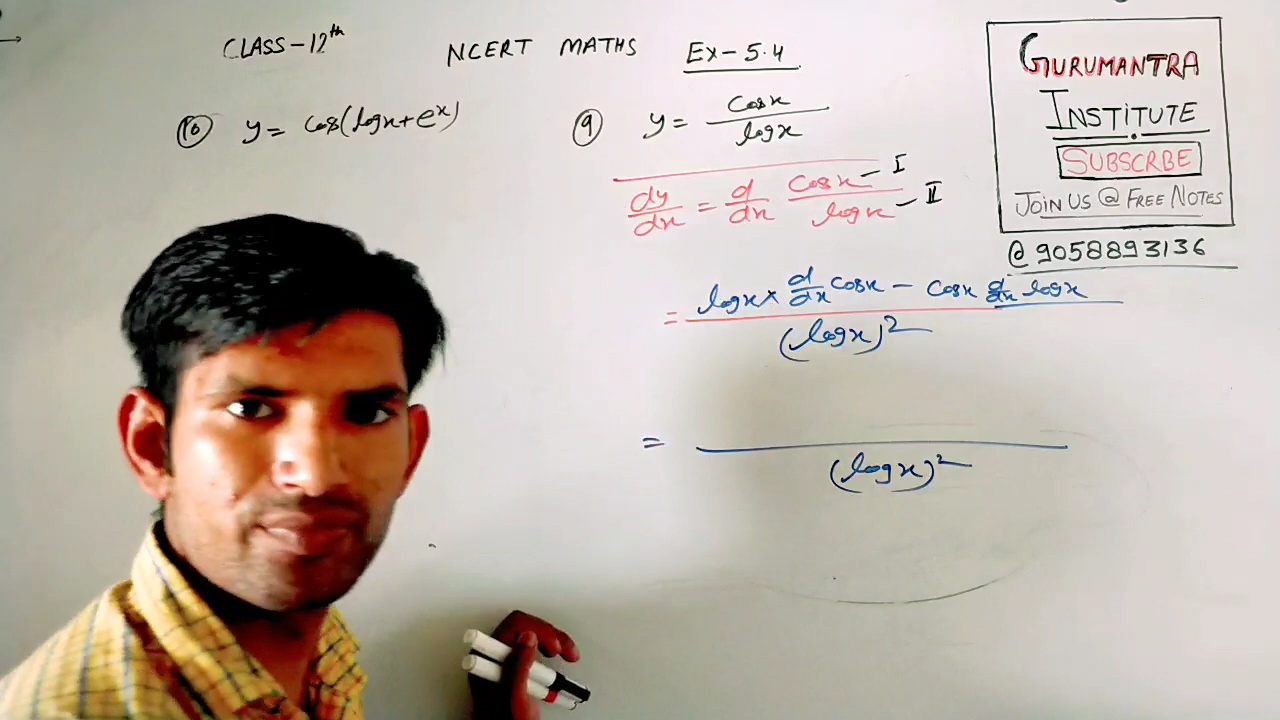 CLASS-12th NCERT MATHS Ex-5.4
(10) y = cos(logx+e^x)
(9) y = cosx / logx
dy/dx = d/dx cosx - I / logx - II
= logx × d/dx cosx - cosx d/dx logx / (logx)^2
= / (logx)^2
GURUMANTRA
INSTITUTE
SUBSCRBE
JOIN US @ FREE NOTES
@ 9058893136